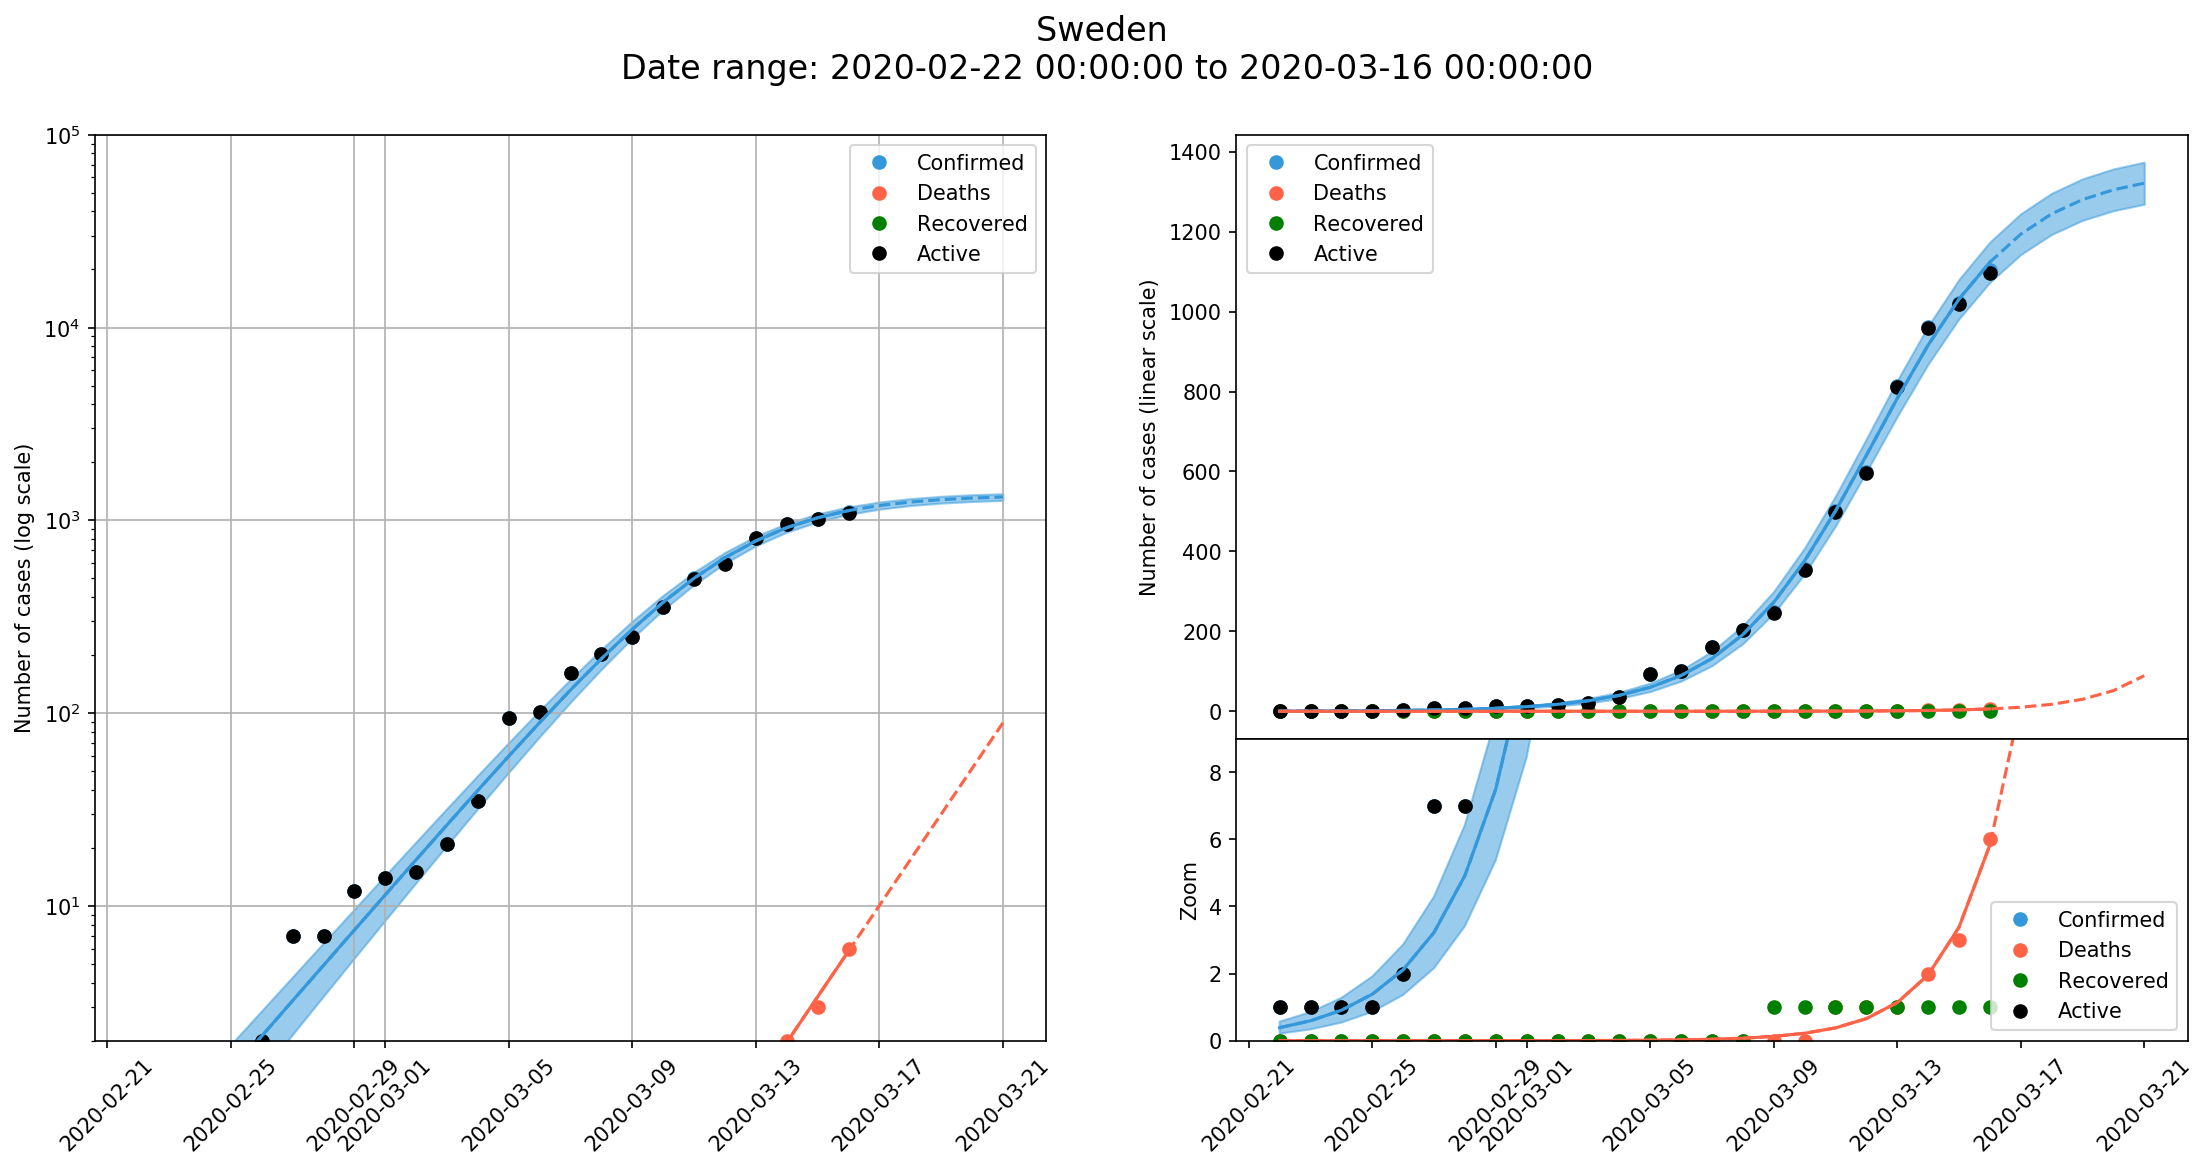 Sweden
Date range: 2020-02-22 00:00:00 to 2020-03-16 00:00:00
Number of cases (log scale)
10^5
10^4
10^3
10^2
10^1
Confirmed
Deaths
Recovered
Active
2020-02-21
2020-02-25
2020-02-29
2020-03-01
2020-03-05
2020-03-09
2020-03-13
2020-03-17
2020-03-21
Number of cases (linear scale)
1400
1200
1000
800
600
400
200
0
Confirmed
Deaths
Recovered
Active
Zoom
8
6
4
2
0
Confirmed
Deaths
Recovered
Active
2020-02-21
2020-02-25
2020-02-29
2020-03-01
2020-03-05
2020-03-09
2020-03-13
2020-03-17
2020-03-21